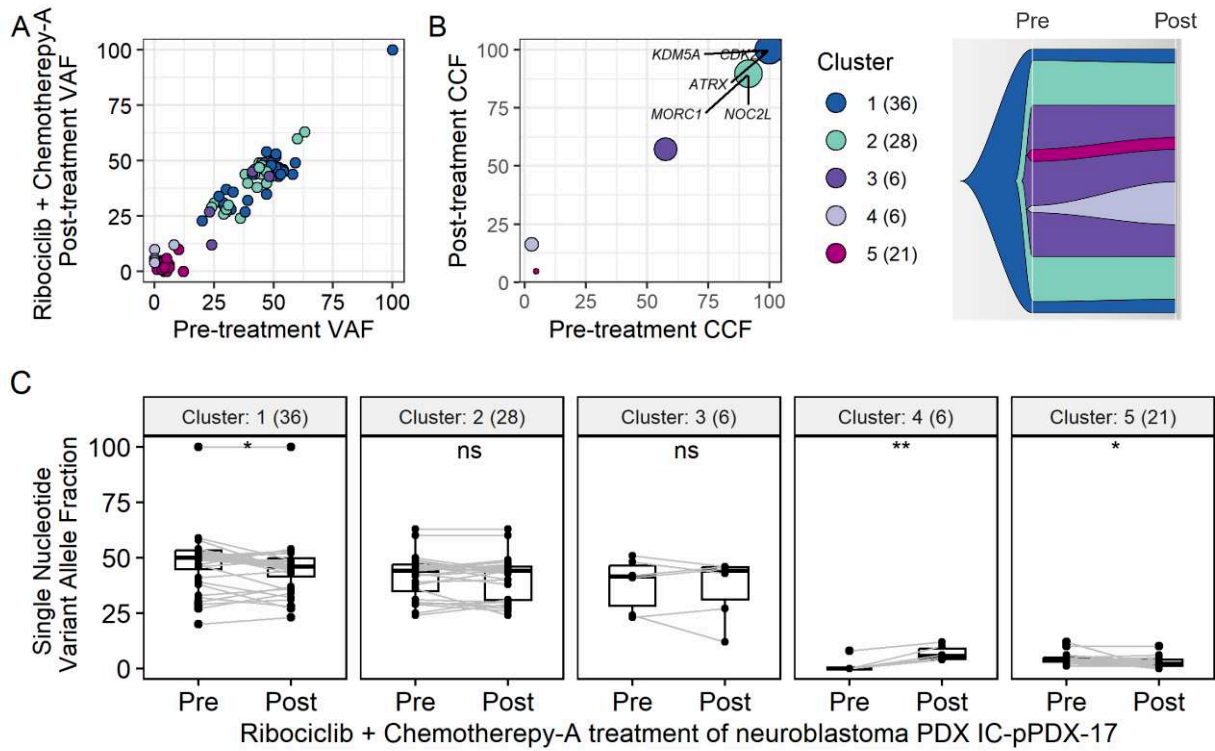 A
Ribociclib + Chemotherepy-A
Post-treatment VAF
100
75
50
25
0
0 25 50 75 100
Pre-treatment VAF
B
Post-treatment CCF
100
75
50
25
0
KDM5A
ATRX
MORC1 NOC2L
0 25 50 75 100
Pre-treatment CCF
Cluster
1 (36)
2 (28)
3 (6)
4 (6)
5 (21)
Pre Post
C
Single Nucleotide
Variant Allele Fraction
100
75
50
25
0
Cluster: 1 (36) Cluster: 2 (28) Cluster: 3 (6) Cluster: 4 (6) Cluster: 5 (21)
* ns ns ** *
Pre Post Pre Post Pre Post Pre Post Pre Post
Ribociclib + Chemotherepy-A treatment of neuroblastoma PDX IC-pPDX-17